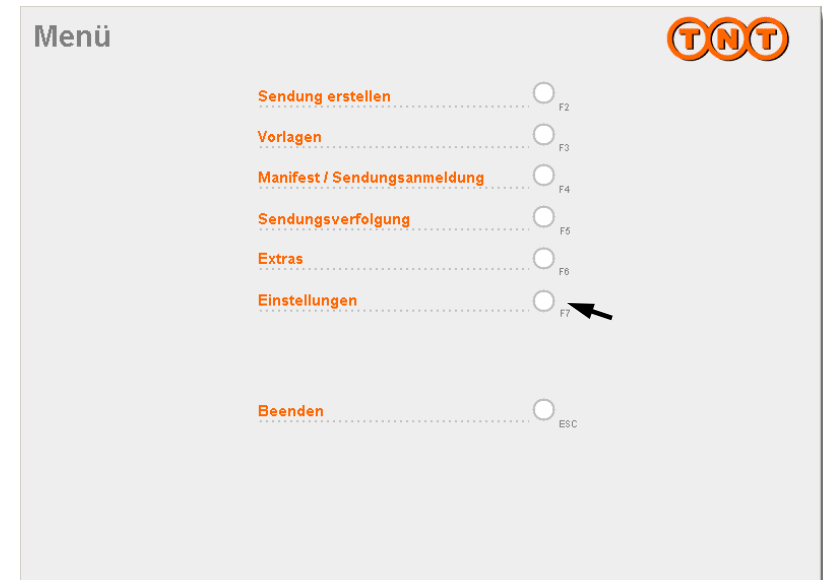 Menü
TNT
Sendung erstellen
F2
Vorlagen
F3
Manifest / Sendungsanmeldung
F4
Sendungsverfolgung
F5
Extras
F6
Einstellungen
F7
Beenden
ESC